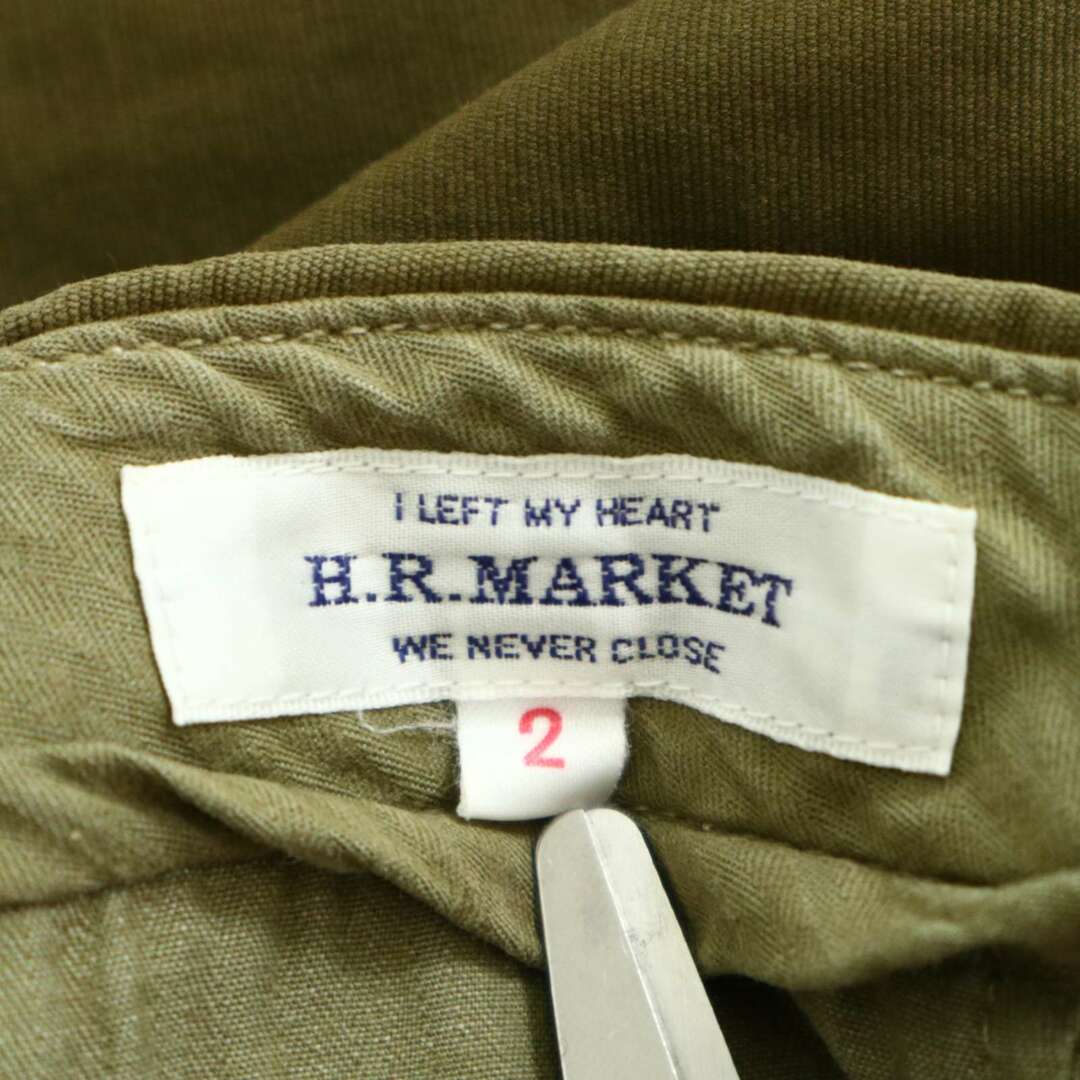 I LEFT MY HEART
H.R.MARKET
WE NEVER CLOSE
2